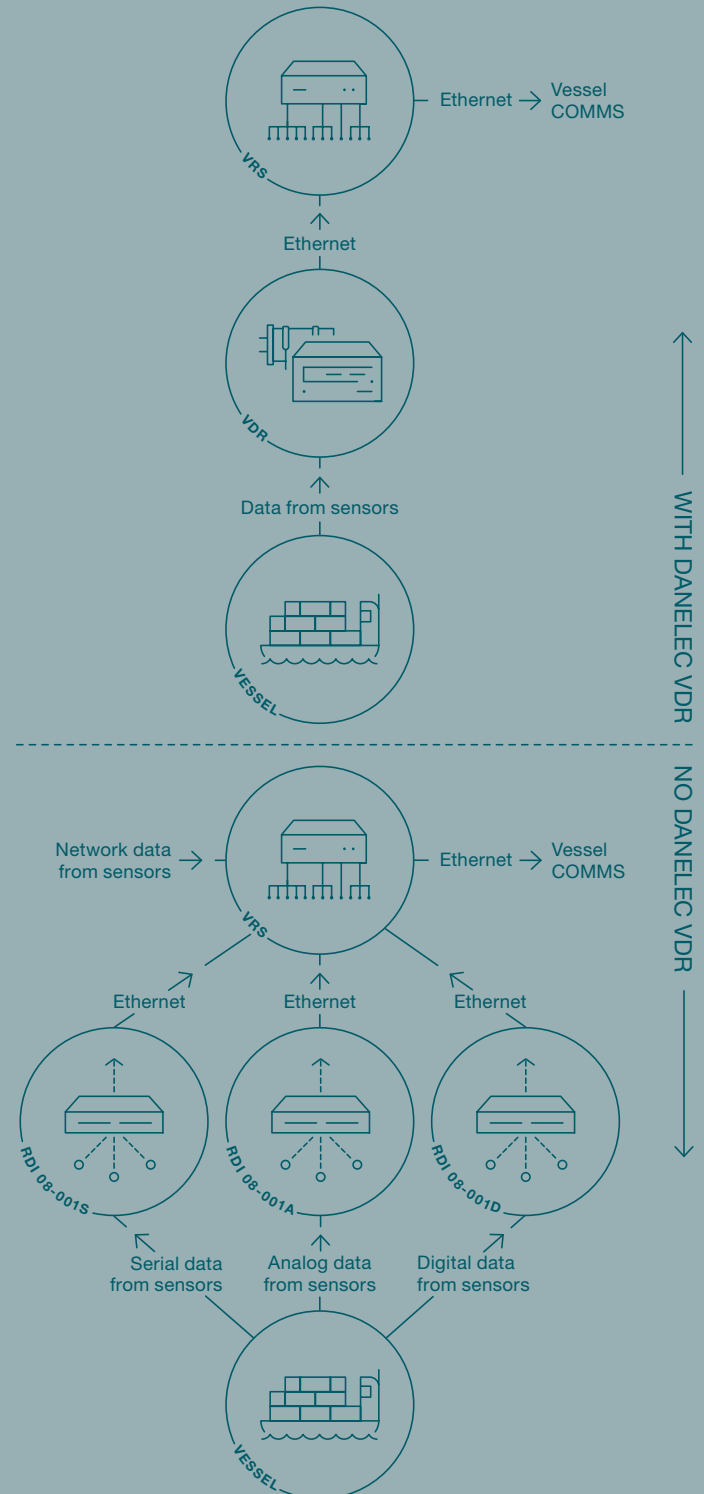 Ethernet
Vessel
COMMS
VRS
Ethernet
VDR
Data from sensors
VESSEL
WITH DANELEC VDR
NO DANELEC VDR
Network data
from sensors
Ethernet
Vessel
COMMS
VRS
Ethernet
Ethernet
Ethernet
RDI 08-001S
RDI 08-001A
RDI 08-001D
Serial data
from sensors
Analog data
from sensors
Digital data
from sensors
VESSEL